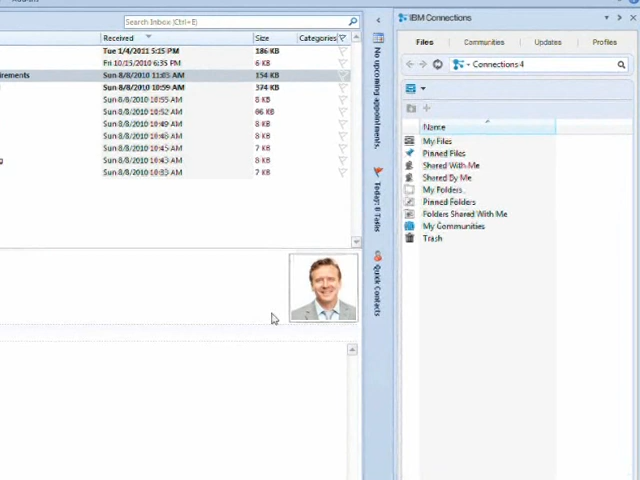 IBM Connections
Search Inbox (Ctrl+E)
Files Communities Updates Profiles
Received Size Categories
Tue 1/4/2011 5:15 PM 186 KB
Fri 10/15/2010 6:35 PM 6 KB
Connections 4
irements Sun 8/8/2010 11:03 AM 154 KB
Sun 8/8/2010 10:59 AM 374 KB
Sun 8/8/2010 10:55 AM 8 KB
Sun 8/8/2010 10:52 AM 66 KB
Sun 8/8/2010 10:49 AM 8 KB
Sun 8/8/2010 10:46 AM 8 KB
Sun 8/8/2010 10:45 AM 7 KB
g Sun 8/8/2010 10:43 AM 8 KB
Sun 8/8/2010 10:33 AM 7 KB
No upcoming appointments.
Today: 0 Tasks
Quick Contacts
Name
My Files
Pinned Files
Shared With Me
Shared By Me
My Folders
Pinned Folders
Folders Shared With Me
My Communities
Trash